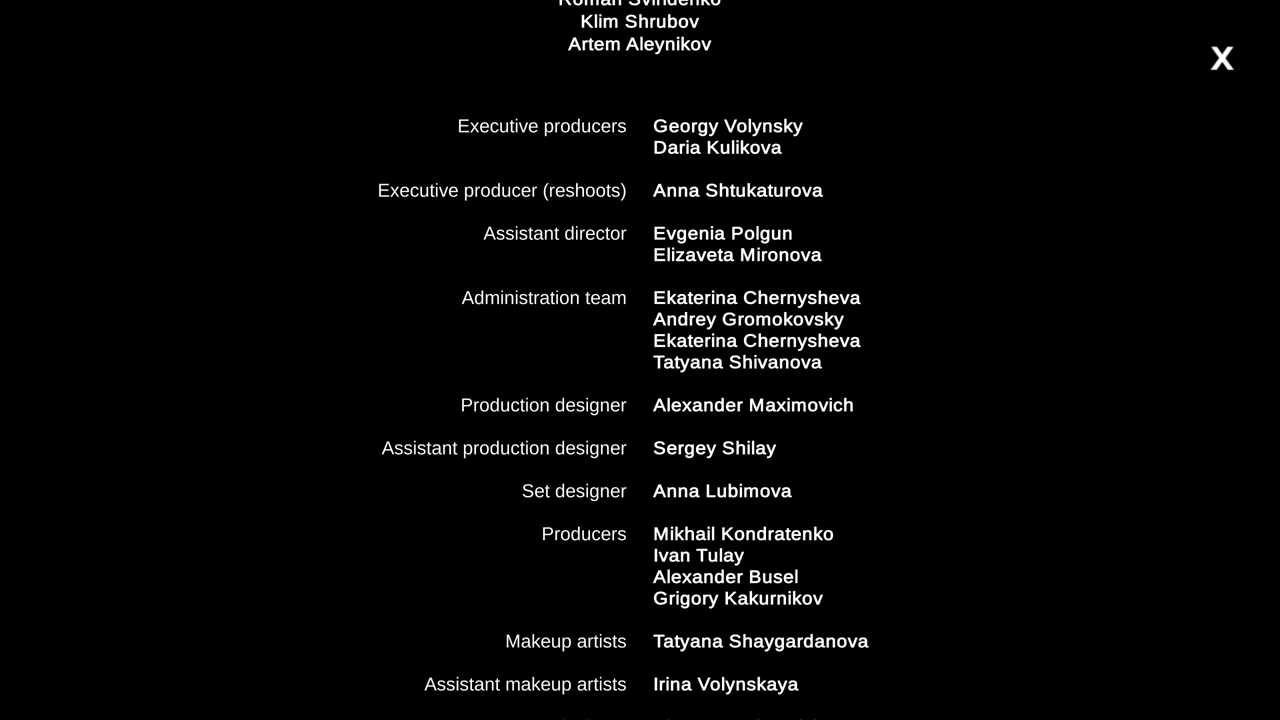 Roman Svindenko
Klim Shrubov
Artem Aleynikov
X
Executive producers Georgy Volynsky
Daria Kulikova
Executive producer (reshoots) Anna Shtukaturova
Assistant director Evgenia Polgun
Elizaveta Mironova
Administration team Ekaterina Chernysheva
Andrey Gromokovsky
Ekaterina Chernysheva
Tatyana Shivanova
Production designer Alexander Maximovich
Assistant production designer Sergey Shilay
Set designer Anna Lubimova
Producers Mikhail Kondratenko
Ivan Tulay
Alexander Busel
Grigory Kakurnikov
Makeup artists Tatyana Shaygardanova
Assistant makeup artists Irina Volynskaya